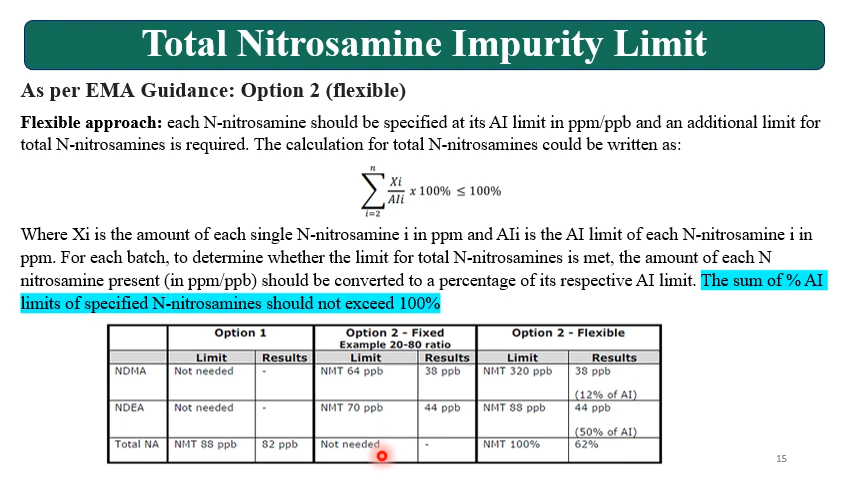 Total Nitrosamine Impurity Limit
As per EMA Guidance: Option 2 (flexible)
Flexible approach: each N-nitrosamine should be specified at its AI limit in ppm/ppb and an additional limit for
total N-nitrosamines is required. The calculation for total N-nitrosamines could be written as:
n
∑ Xi/AIi x 100% ≤ 100%
i=2
Where Xi is the amount of each single N-nitrosamine i in ppm and AIi is the AI limit of each N-nitrosamine i in
ppm. For each batch, to determine whether the limit for total N-nitrosamines is met, the amount of each N
nitrosamine present (in ppm/ppb) should be converted to a percentage of its respective AI limit. The sum of % AI
limits of specified N-nitrosamines should not exceed 100%
Option 1 Option 2 - Fixed Option 2 - Flexible
Example 20-80 ratio
Limit Results Limit Results Limit Results
NDMA Not needed - NMT 64 ppb 38 ppb NMT 320 ppb 38 ppb
(12% of AI)
NDEA Not needed - NMT 70 ppb 44 ppb NMT 88 ppb 44 ppb
(50% of AI)
Total NA NMT 88 ppb 82 ppb Not needed - NMT 100% 62%
15